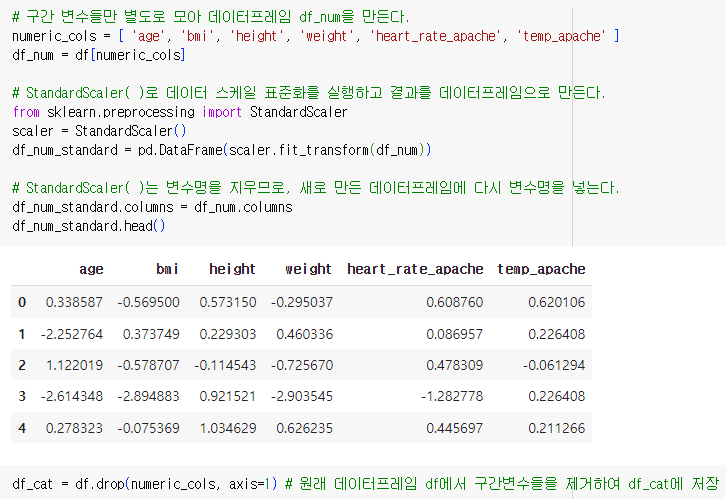 # 구간 변수들만 별도로 모아 데이터프레임 df_num을 만든다.
numeric_cols = [ 'age', 'bmi', 'height', 'weight', 'heart_rate_apache', 'temp_apache' ]
df_num = df[numeric_cols]
# StandardScaler( )로 데이터 스케일 표준화를 실행하고 결과를 데이터프레임으로 만든다.
from sklearn.preprocessing import StandardScaler
scaler = StandardScaler()
df_num_standard = pd.DataFrame(scaler.fit_transform(df_num))
# StandardScaler( )는 변수명을 지우므로, 새로 만든 데이터프레임에 다시 변수명을 넣는다.
df_num_standard.columns = df_num.columns
df_num_standard.head()
age bmi height weight heart_rate_apache temp_apache
0 0.338587 -0.569500 0.573150 -0.295037 0.608760 0.620106
1 -2.252764 0.373749 0.229303 0.460336 0.086957 0.226408
2 1.122019 -0.578707 -0.114543 -0.725670 0.478309 -0.061294
3 -2.614348 -2.894883 0.921521 -2.903545 -1.282778 0.226408
4 0.278323 -0.075369 1.034629 0.626235 0.445697 0.211266
df_cat = df.drop(numeric_cols, axis=1) # 원래 데이터프레임 df에서 구간변수들을 제거하여 df_cat에 저장